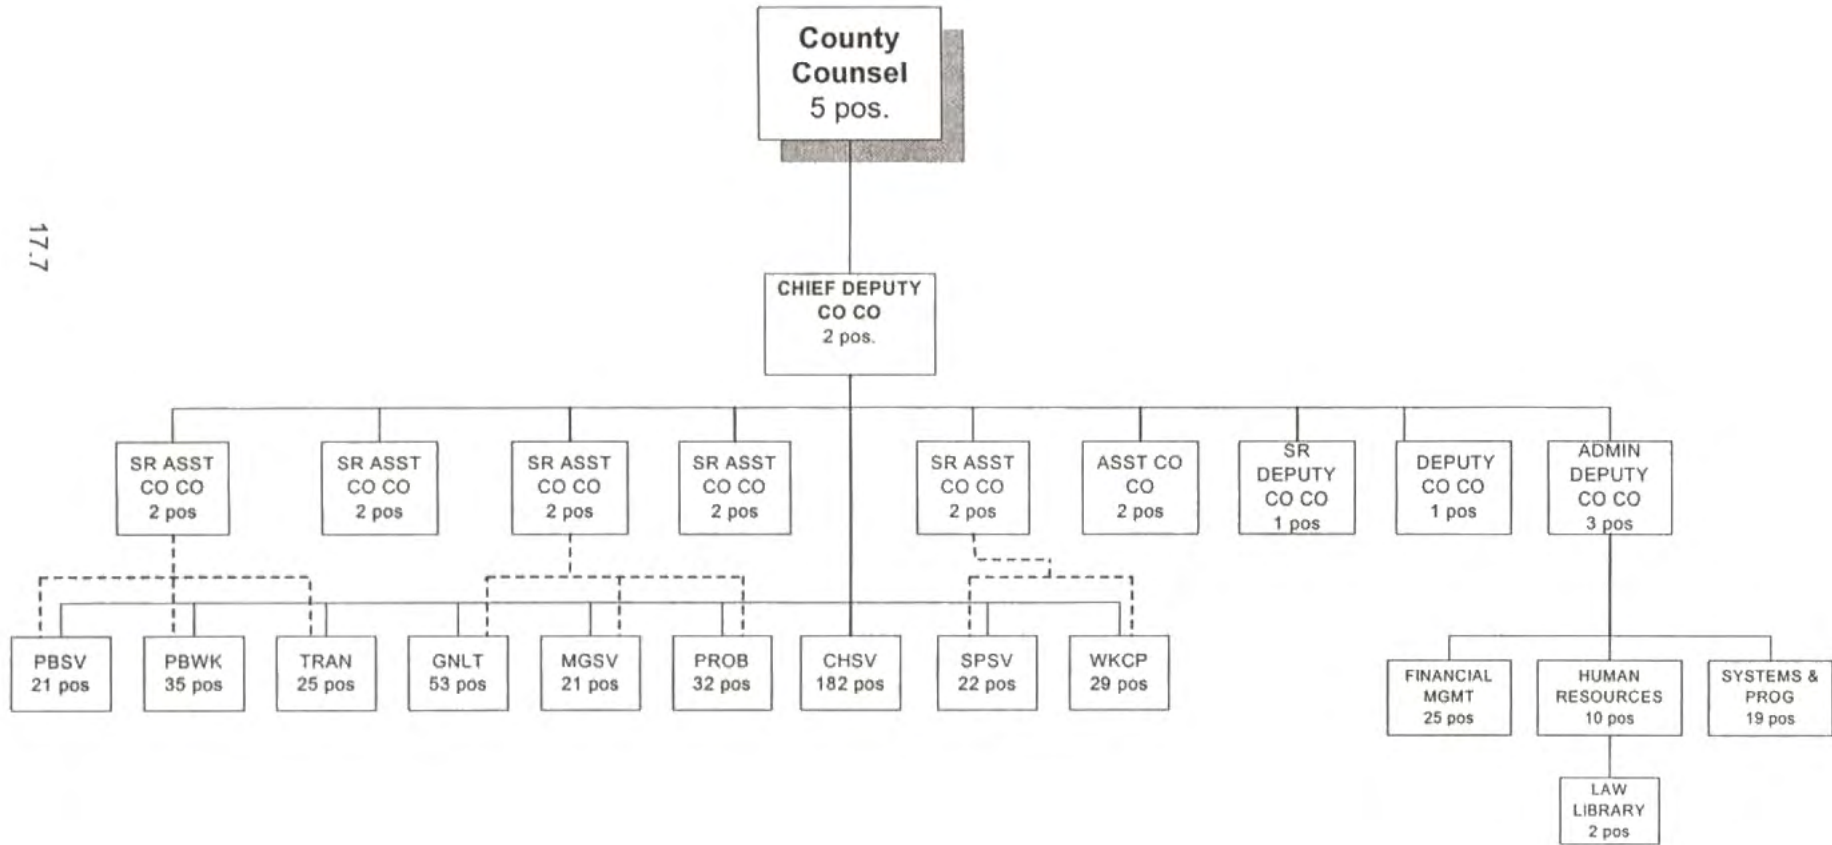 County
Counsel
5 pos.
17.7
CHIEF DEPUTY
CO CO
2 pos.
SR ASST
CO CO
2 pos
SR ASST
CO CO
2 pos
SR ASST
CO CO
2 pos
SR ASST
CO CO
2 pos
SR ASST
CO CO
2 pos
ASST CO
CO
2 pos
SR
DEPUTY
CO CO
1 pos
DEPUTY
CO CO
1 pos
ADMIN
DEPUTY
CO CO
3 pos
PBSV
21 pos
PBWK
35 pos
TRAN
25 pos
GNLT
53 pos
MGSV
21 pos
PROB
32 pos
CHSV
182 pos
SPSV
22 pos
WKCP
29 pos
FINANCIAL
MGMT
25 pos
HUMAN
RESOURCES
10 pos
SYSTEMS &
PROG
19 pos
LAW
LIBRARY
2 pos